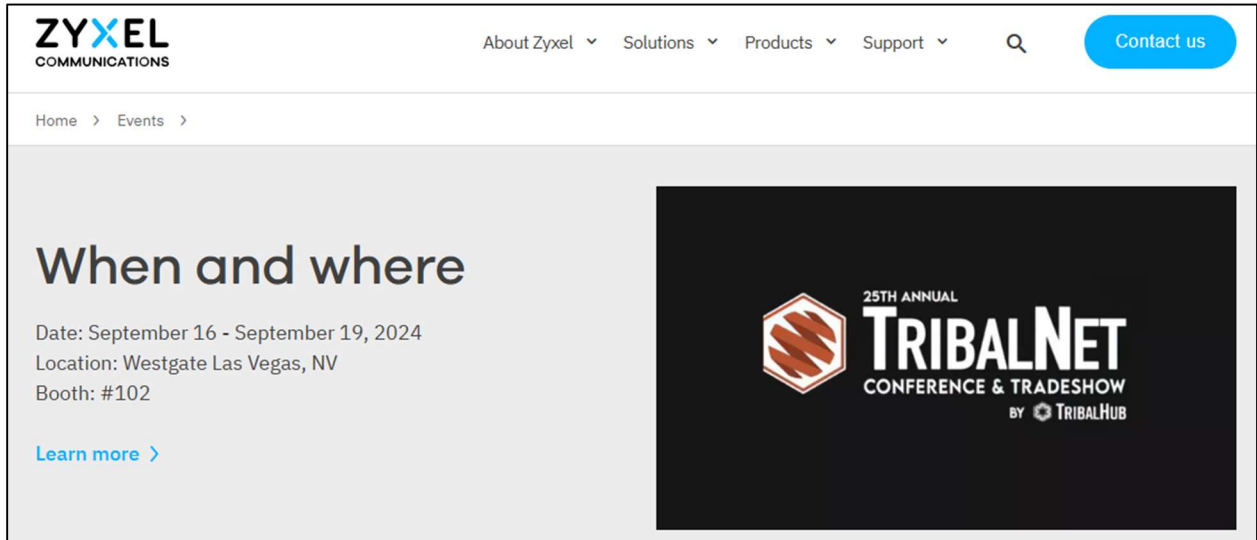 ZYXEL
COMMUNICATIONS
About Zyxel
Solutions
Products
Support
Contact us
Home > Events >
When and where
Date: September 16 - September 19, 2024
Location: Westgate Las Vegas, NV
Booth: #102
Learn more >
25TH ANNUAL
TRIBALNET
CONFERENCE & TRADESHOW
BY TRIBALHUB